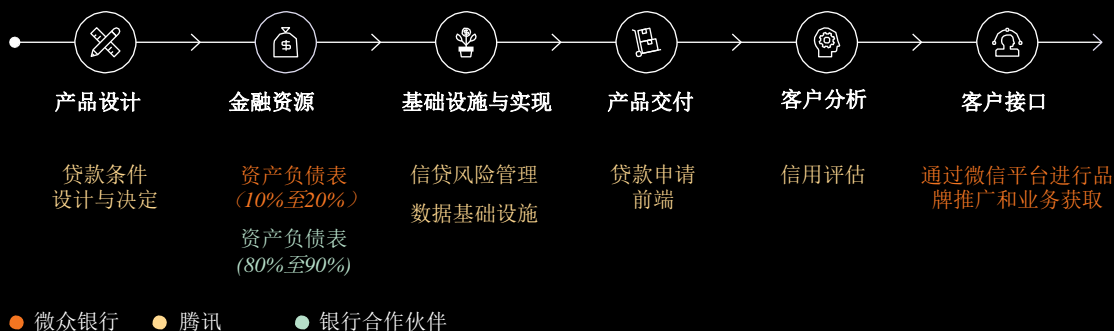 产品设计
金融资源
基础设施与实现
产品交付
客户分析
客户接口
贷款条件
设计与决定
资产负债表
（10%至20%）
资产负债表
(80%至90%)
信贷风险管理
数据基础设施
贷款申请
前端
信用评估
通过微信平台进行品
牌推广和业务获取
微众银行
腾讯
银行合作伙伴